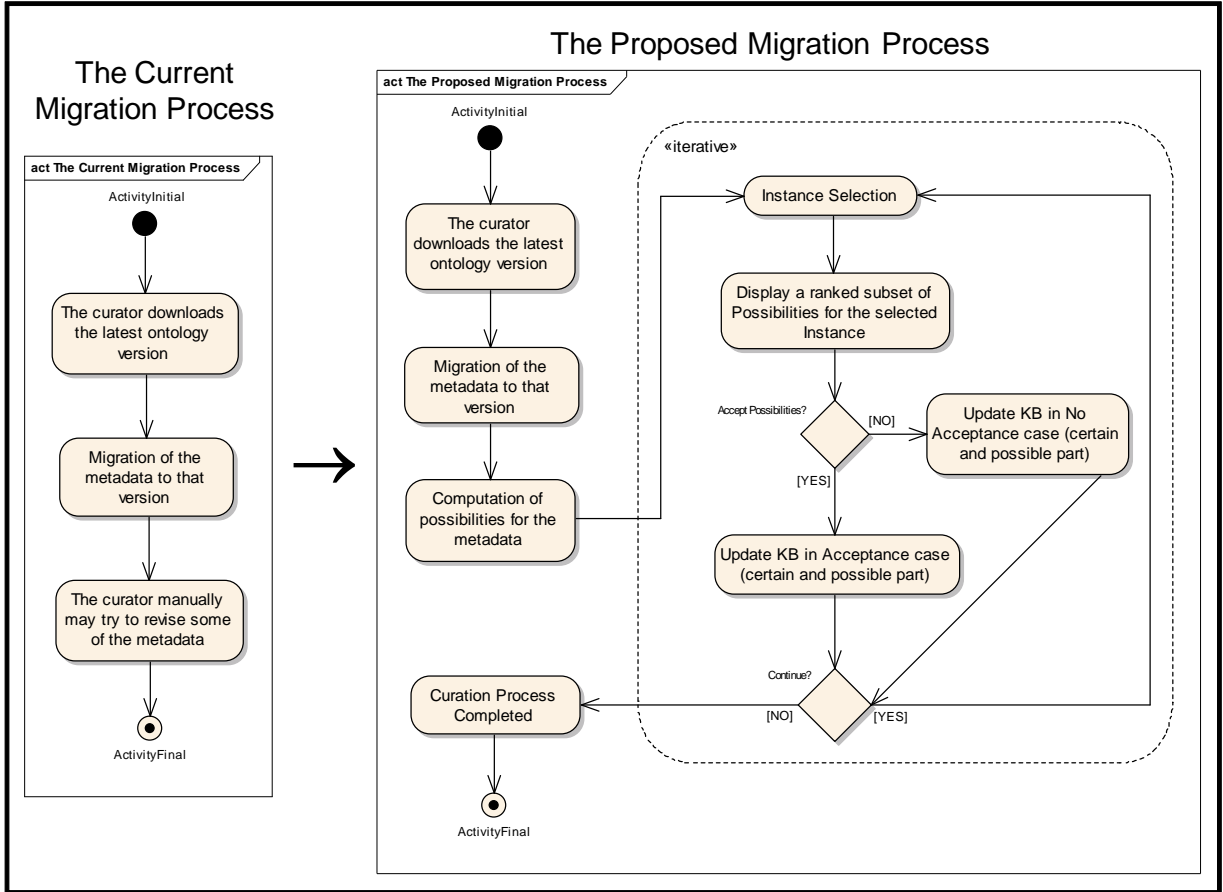 The Current
Migration Process
act The Current Migration Process
ActivityInitial
The curator downloads
the latest ontology
version
Migration of the
metadata to that
version
The curator manually
may try to revise some
of the metadata
ActivityFinal
The Proposed Migration Process
act The Proposed Migration Process
ActivityInitial
The curator
downloads the latest
ontology version
Migration of the
metadata to that
version
Computation of
possibilities for the
metadata
«iterative»
Instance Selection
Display a ranked subset of
Possibilities for the selected
Instance
Accept Possibilities?
[NO]
Update KB in No
Acceptance case (certain
and possible part)
[YES]
Update KB in Acceptance case
(certain and possible part)
Continue?
[NO]
[YES]
Curation Process
Completed
ActivityFinal